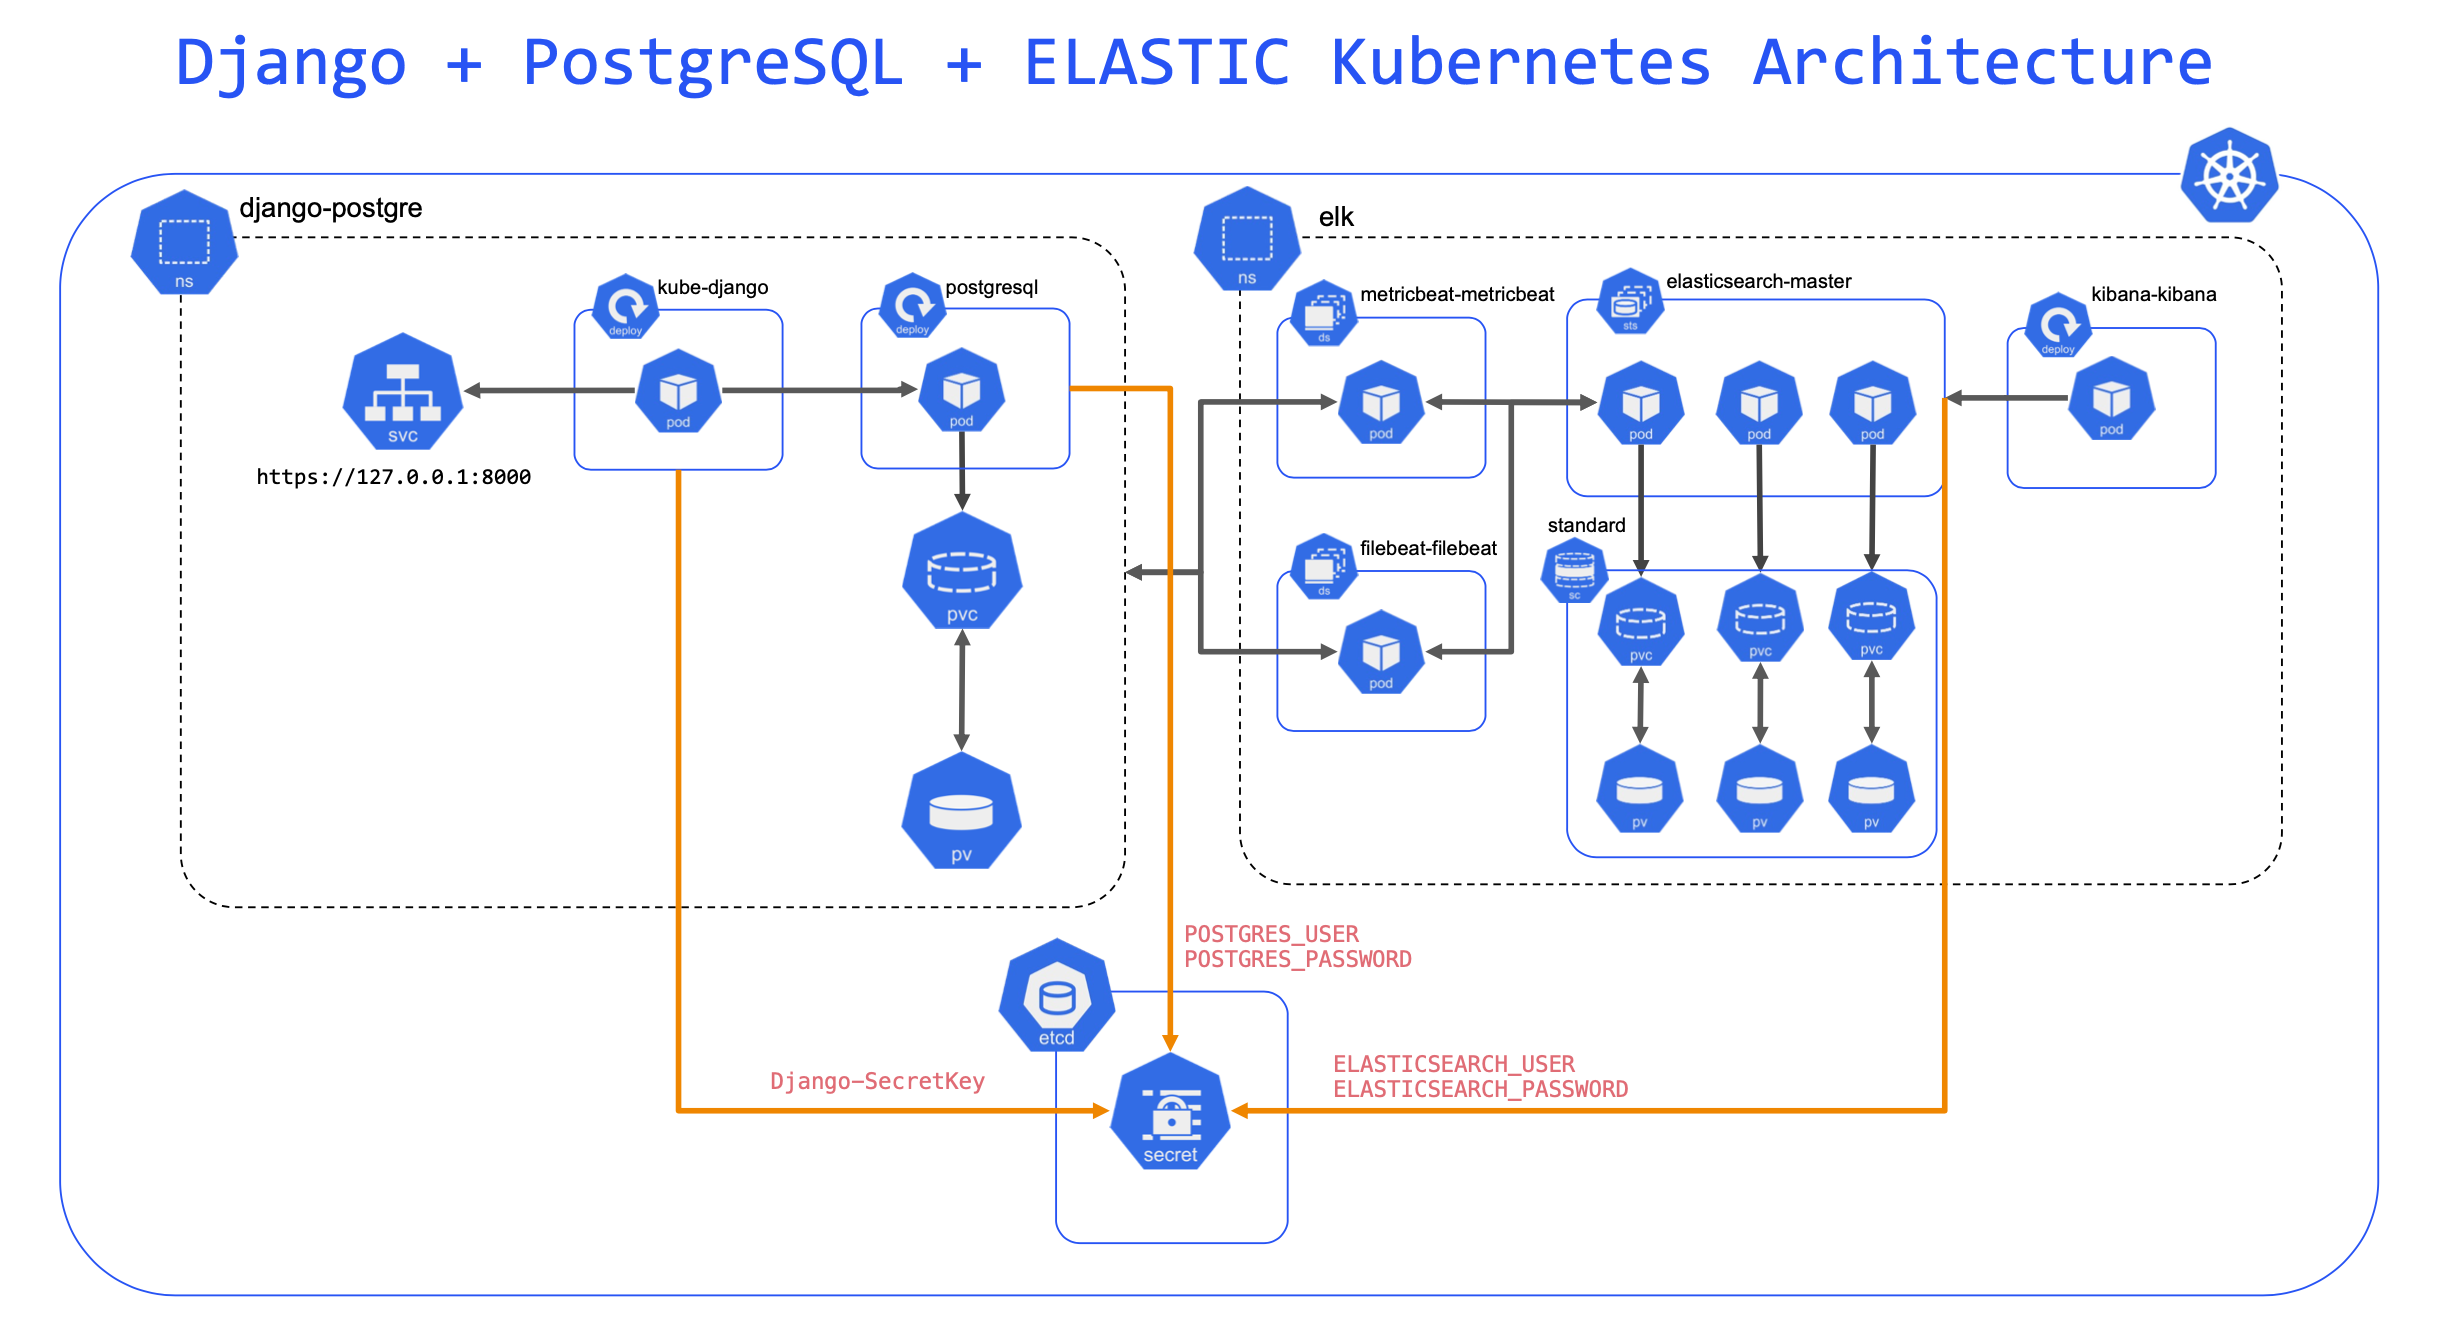 Django + PostgreSQL + ELASTIC Kubernetes Architecture
ns
django-postgre
svc
https://127.0.0.1:8000
deploy
kube-django
pod
deploy
postgresql
pod
pvc
pv
ns
elk
ds
metricbeat-metricbeat
pod
ds
filebeat-filebeat
pod
sts
elasticsearch-master
pod
pod
pod
deploy
kibana-kibana
pod
standard
sc
pvc
pvc
pvc
pv
pv
pv
POSTGRES_USER
POSTGRES_PASSWORD
etcd
Django-SecretKey
ELASTICSEARCH_USER
ELASTICSEARCH_PASSWORD
secret